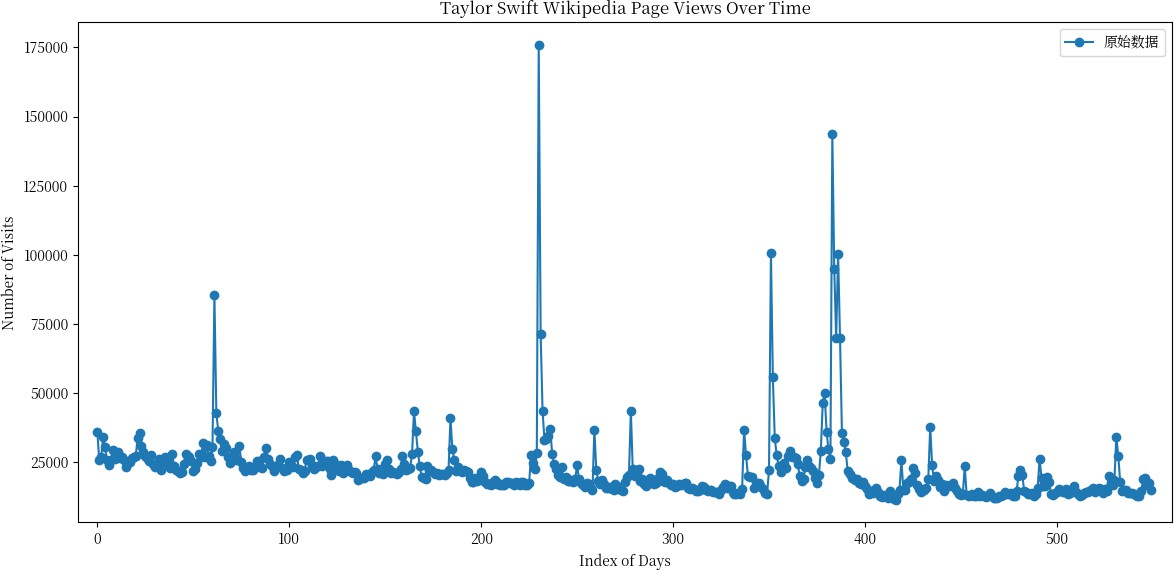 Taylor Swift Wikipedia Page Views Over Time
原始数据
Number of Visits
175000
150000
125000
100000
75000
50000
25000
0 100 200 300 400 500
Index of Days